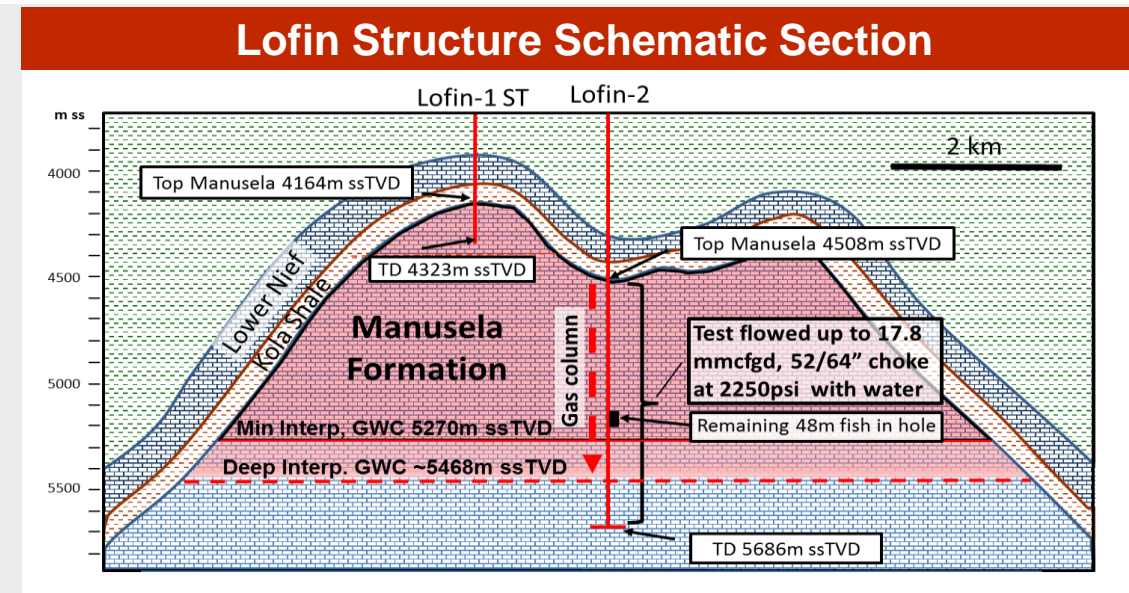 Lofin Structure Schematic Section
Lofin-1 ST
Lofin-2
m ss
2 km
4000
Top Manusela 4164m ssTVD
Top Manusela 4508m ssTVD
TD 4323m ssTVD
4500
Lower Nief
Kola Shale
Manusela
Formation
Gas column
Test flowed up to 17.8
mmcfgd, 52/64” choke
at 2250psi with water
5000
Remaining 48m fish in hole
Min Interp, GWC 5270m ssTVD
Deep Interp. GWC ~5468m ssTVD
5500
TD 5686m ssTVD